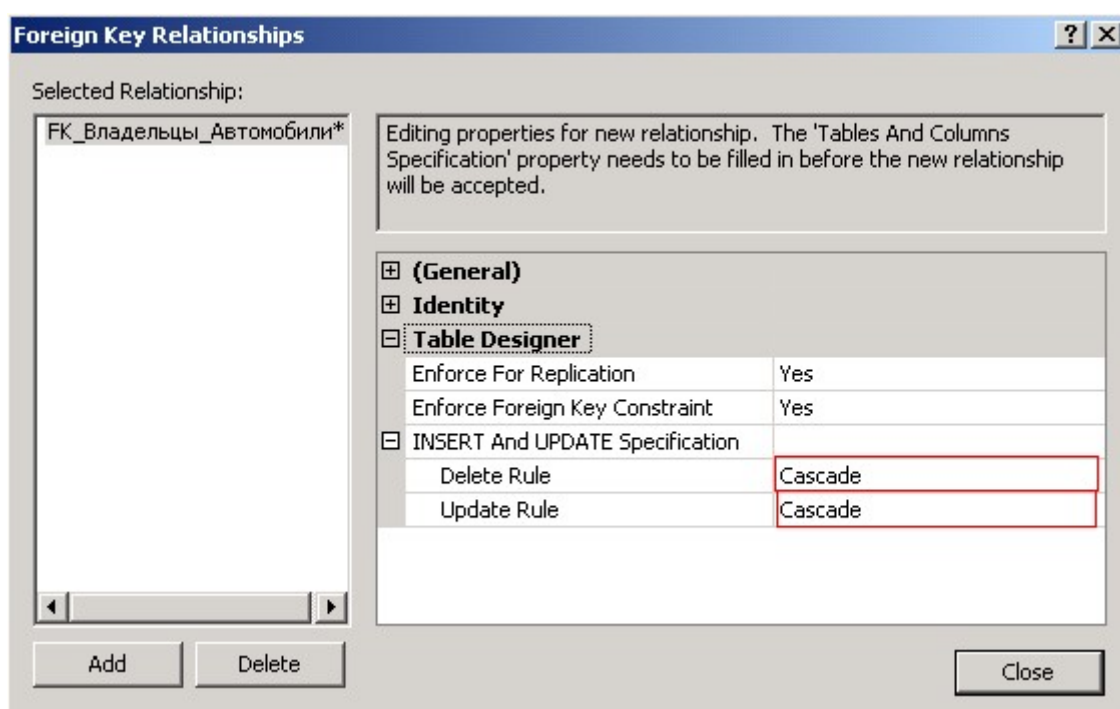 Foreign Key Relationships
Selected Relationship:
FK_Владельцы_Автомобили*
Editing properties for new relationship. The 'Tables And Columns
Specification' property needs to be filled in before the new relationship
will be accepted.
(General)
Identity
Table Designer
Enforce For Replication Yes
Enforce Foreign Key Constraint Yes
INSERT And UPDATE Specification
Delete Rule Cascade
Update Rule Cascade
Add Delete
Close